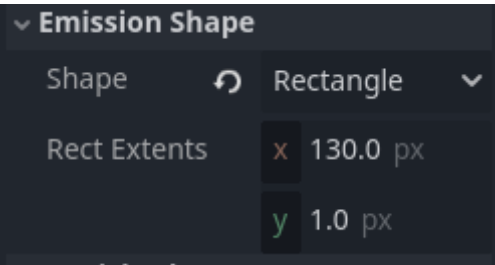 Emission Shape
Shape Rectangle
Rect Extents x 130.0 px
y 1.0 px